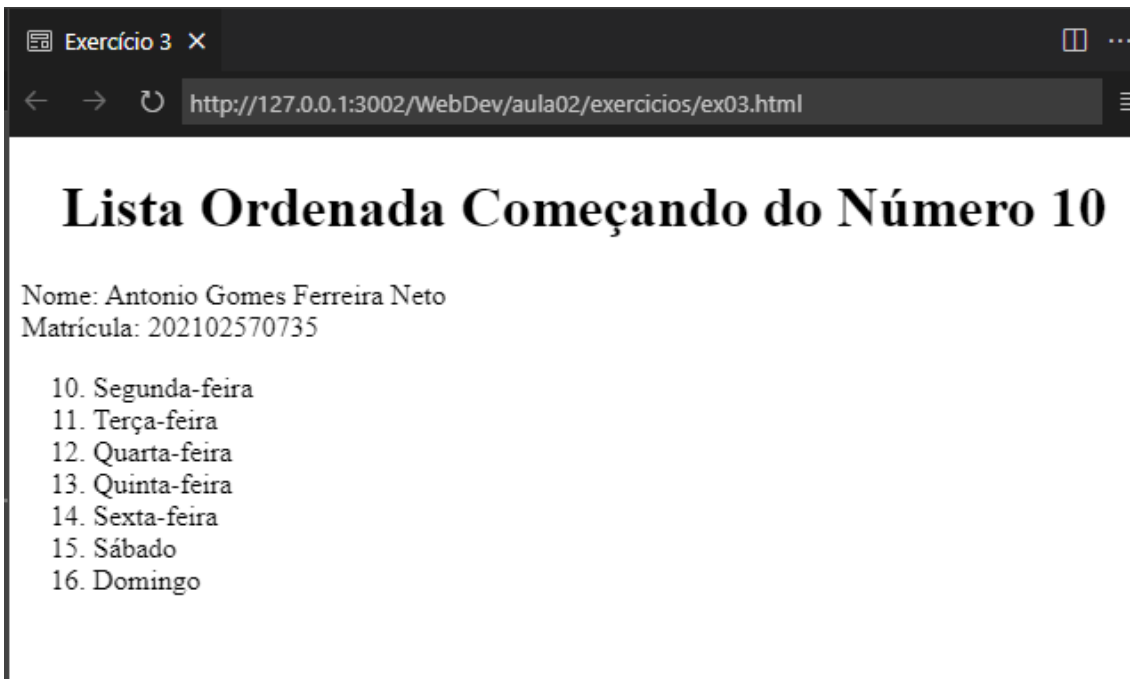 Exercício 3
http://127.0.0.1:3002/WebDev/aula02/exercicios/ex03.html
Lista Ordenada Começando do Número 10
Nome: Antonio Gomes Ferreira Neto
Matrícula: 202102570735
10. Segunda-feira
11. Terça-feira
12. Quarta-feira
13. Quinta-feira
14. Sexta-feira
15. Sábado
16. Domingo